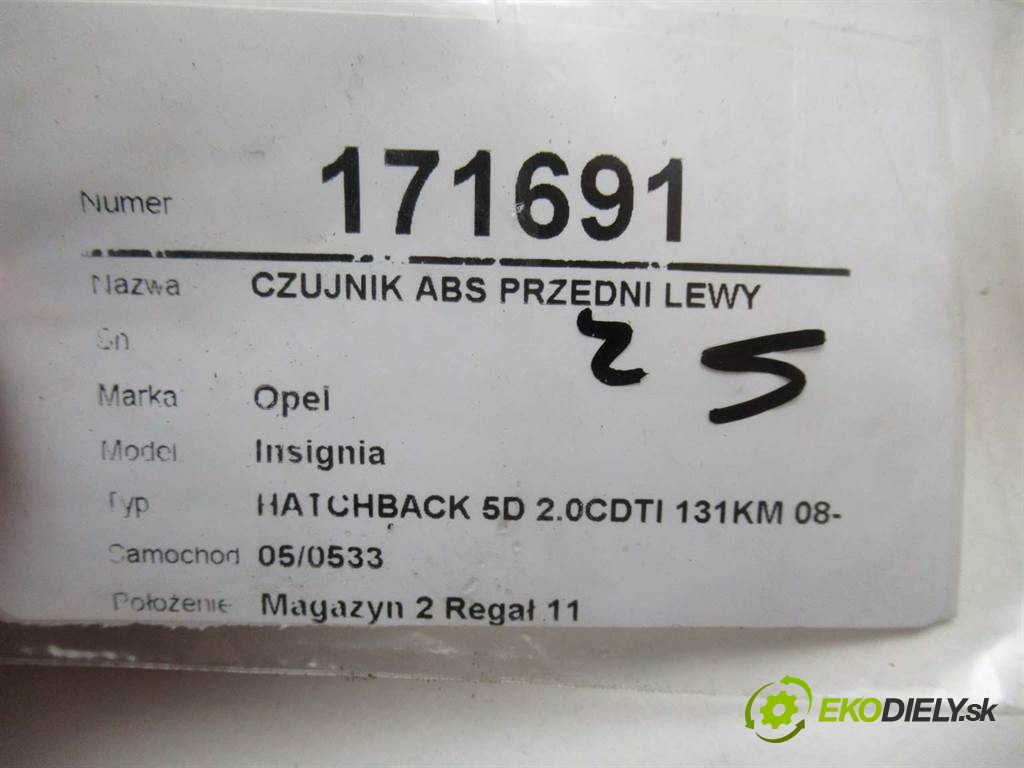 Numer 171691
Nazwa CZUJNIK ABS PRZEDNI LEWY
Sn
2 5
Marka Opel
Model Insignia
Typ HATCHBACK 5D 2.0CDTI 131KM 08-
Samochod 05/0533
Położenie Magazyn 2 Regał 11
EKODIELY.sk